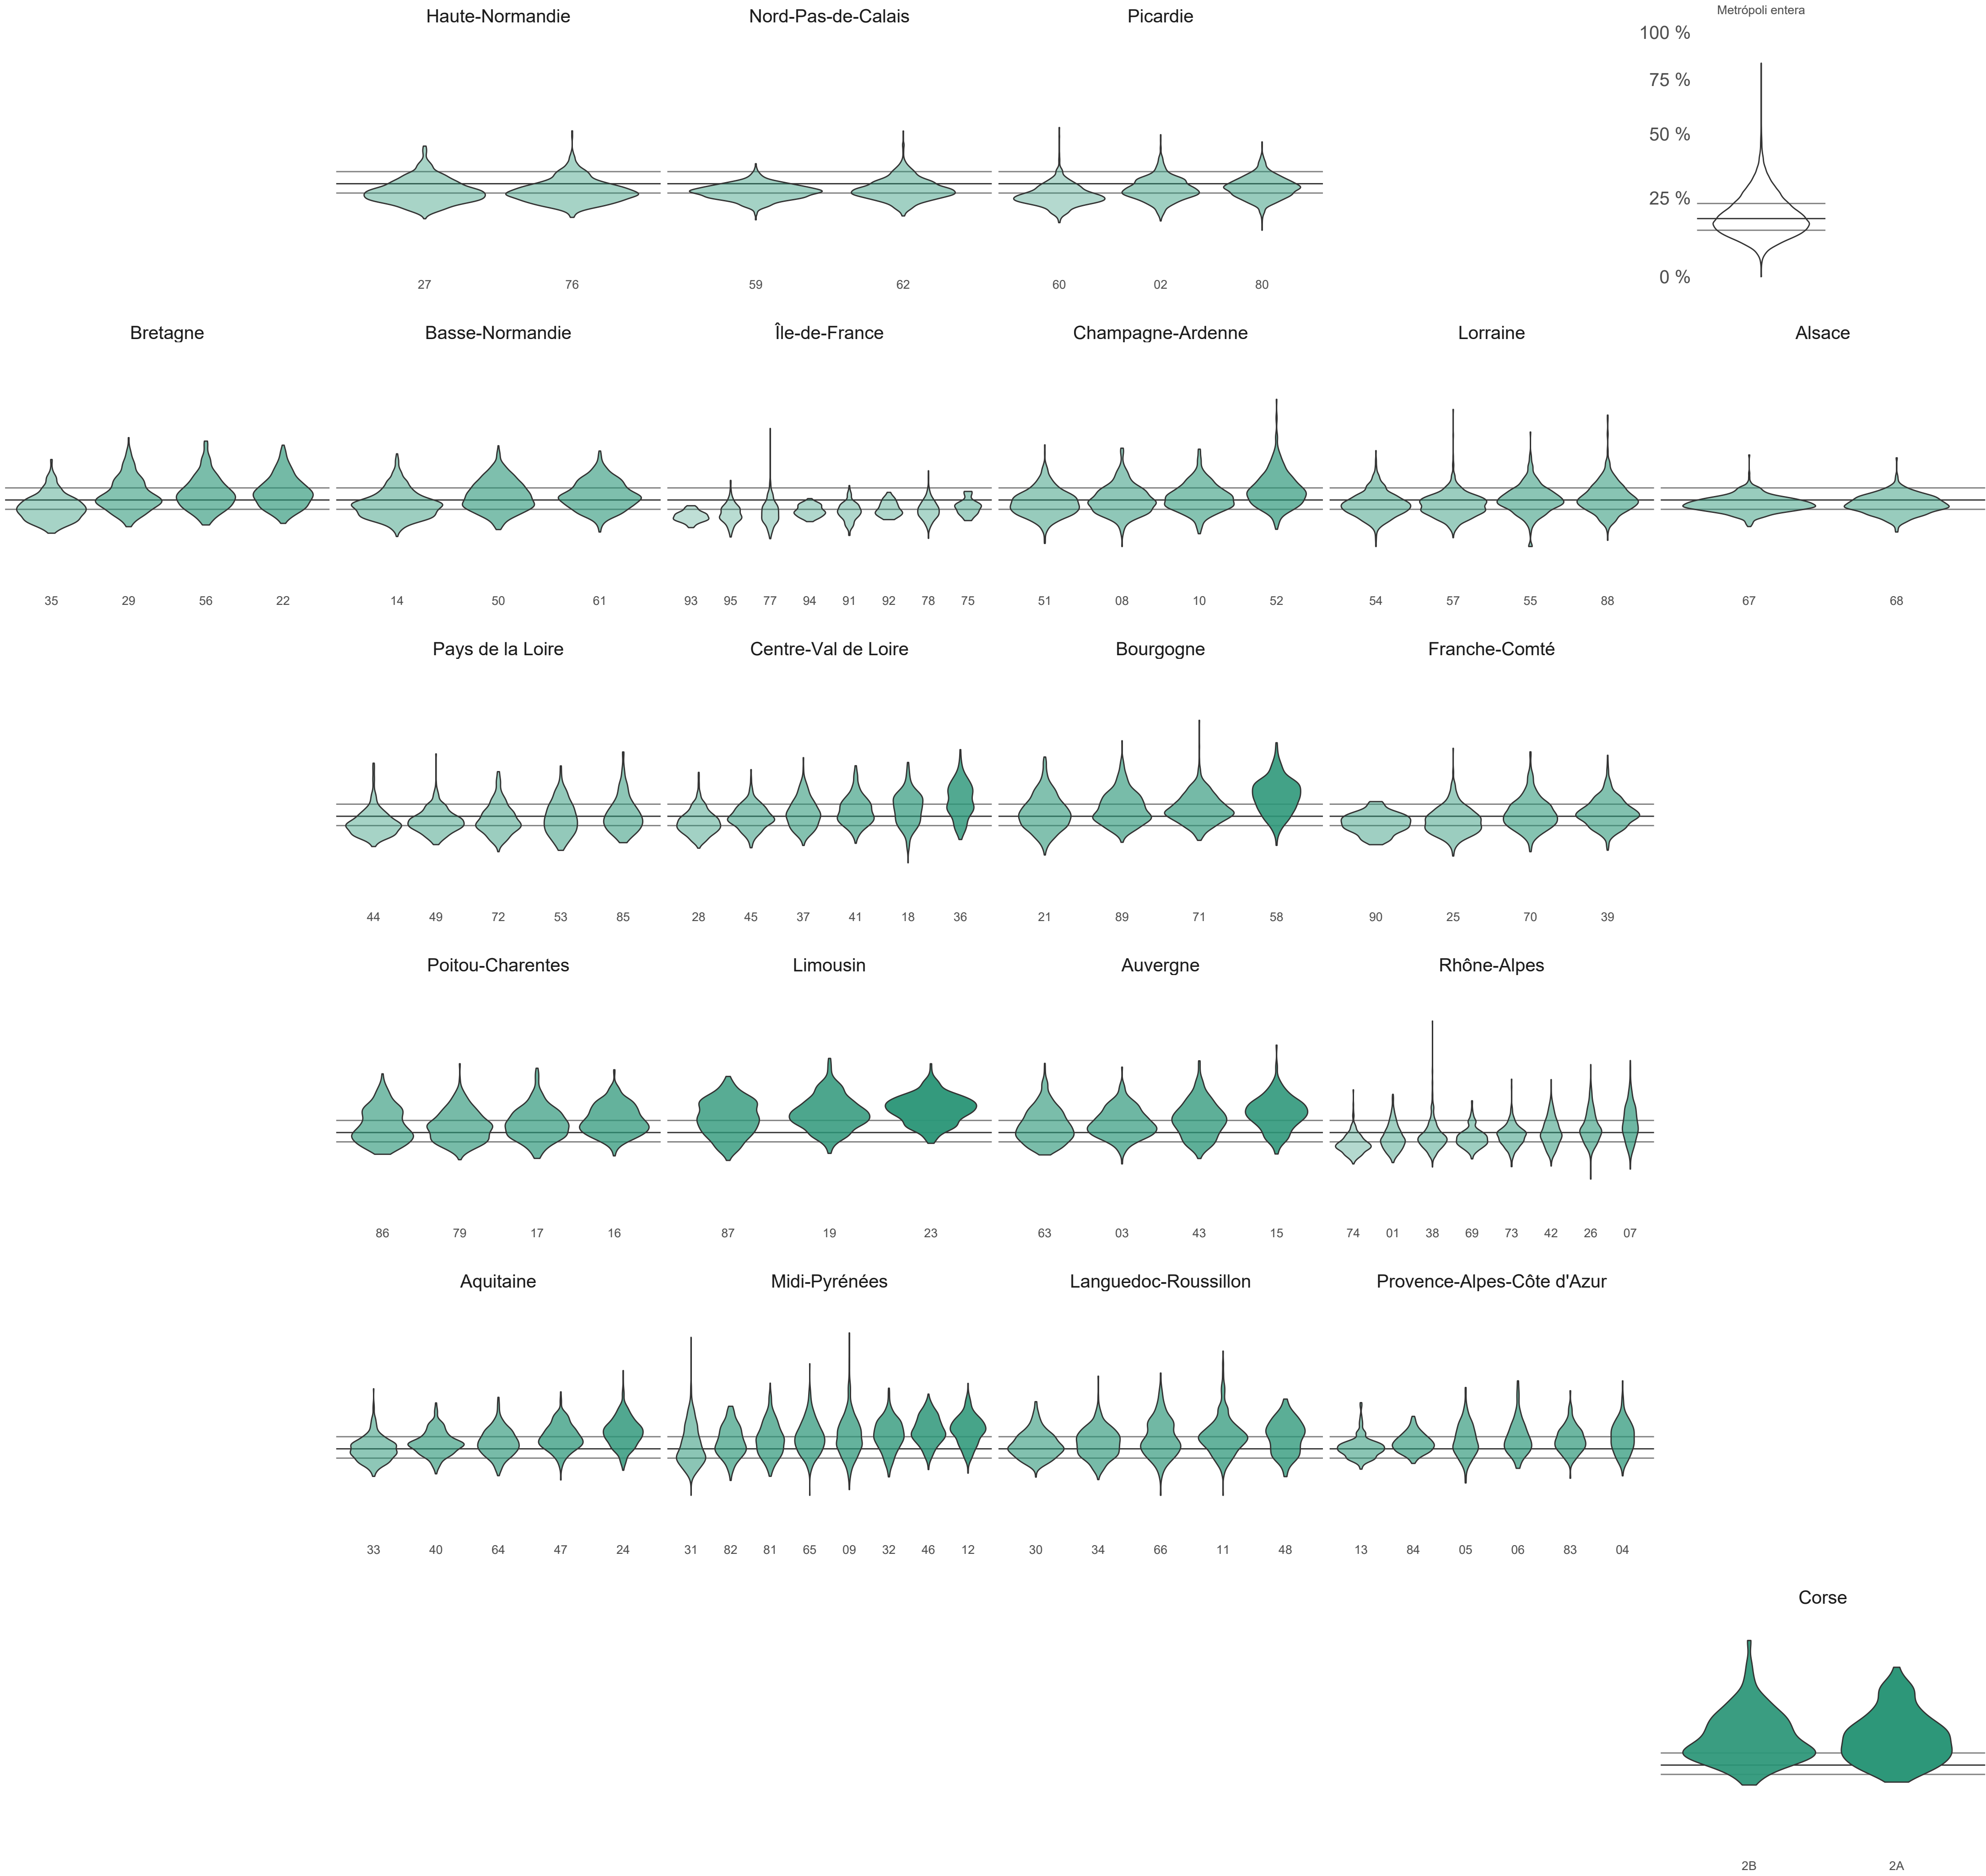 Haute-Normandie Nord-Pas-de-Calais Picardie Metrópoli entera
100 %
75 %
50 %
25 %
0 %
27 76 59 62 60 02 80
Bretagne Basse-Normandie Île-de-France Champagne-Ardenne Lorraine Alsace
35 29 56 22 14 50 61 93 95 77 94 91 92 78 75 51 08 10 52 54 57 55 88 67 68
Pays de la Loire Centre-Val de Loire Bourgogne Franche-Comté
44 49 72 53 85 28 45 37 41 18 36 21 89 71 58 90 25 70 39
Poitou-Charentes Limousin Auvergne Rhône-Alpes
86 79 17 16 87 19 23 63 03 43 15 74 01 38 69 73 42 26 07
Aquitaine Midi-Pyrénées Languedoc-Roussillon Provence-Alpes-Côte d'Azur
33 40 64 47 24 31 82 81 65 09 32 46 12 30 34 66 11 48 13 84 05 06 83 04
Corse
2B 2A